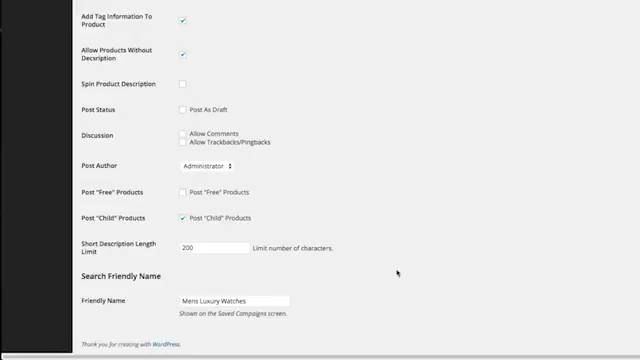 Add Tag Information To
Product
Allow Products Without
Decsription
Spin Product Description
Post Status
Post As Draft
Discussion
Allow Comments
Allow Trackbacks/Pingbacks
Post Author
Administrator
Post "Free" Products
Post "Free" Products
Post "Child" Products
Post "Child" Products
Short Description Length
Limit
200
Limit number of characters.
Search Friendly Name
Friendly Name
Mens Luxury Watches
Shown on the Saved Campaigns screen.
Thank you for creating with WordPress.